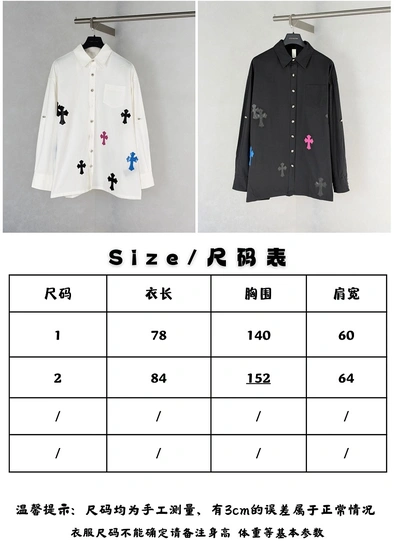 Size/尺码表
尺码 衣长 胸围 肩宽
1 78 140 60
2 84 152 64
/ / / /
/ / / /
温馨提示：尺码均为手工测量、有3cm的误差属于正常情况
衣服尺码不能确定请备注身高 体重等基本参数